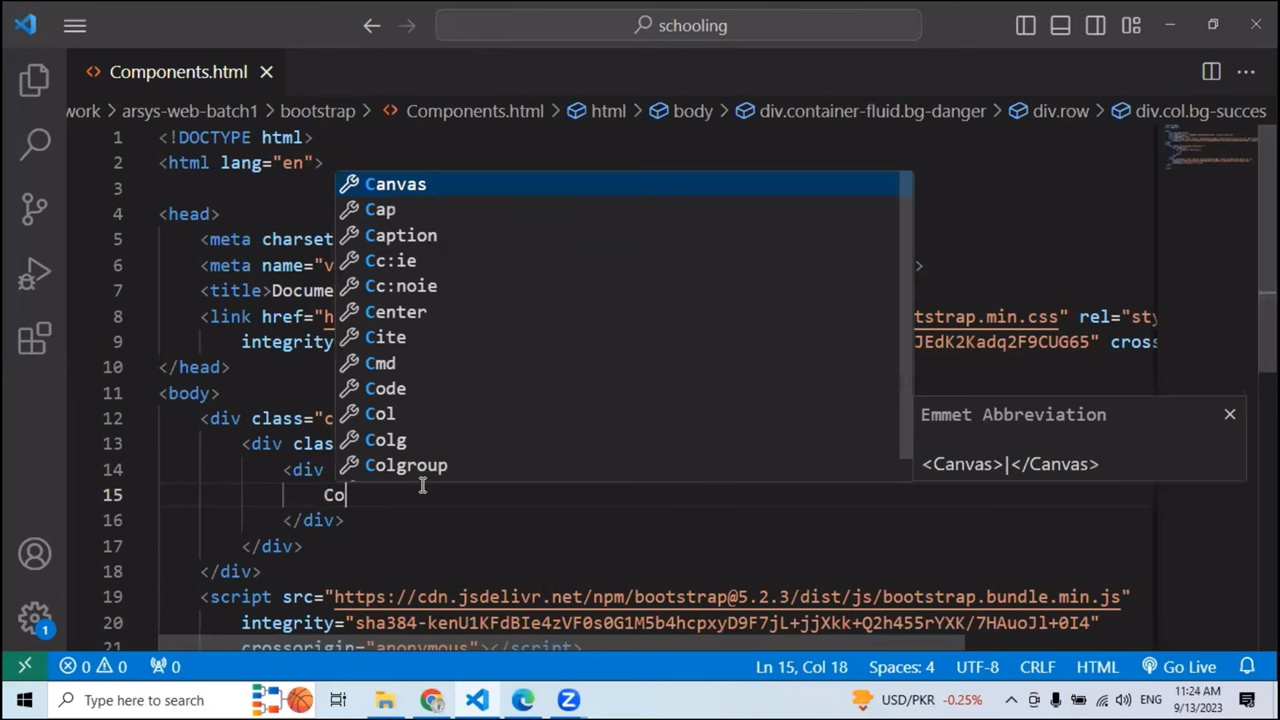 schooling
Components.html
work arsys-web-batch1 bootstrap Components.html html body div.container-fluid.bg-danger div.row div.col.bg-succes
1 <!DOCTYPE html>
2 <html lang="en">
3
4 <head>
5 <meta charset
6 <meta name="v >
7 <title>Docume
8 <link href="h tstrap.min.css" rel="sty
9 integrity JEdK2Kadq2F9CUG65" cross
10 </head>
11 <body>
12 <div class="c
13 <div clas
14 <div
15 Co
16 </div>
17 </div>
18 </div>
19 <script src="https://cdn.jsdelivr.net/npm/bootstrap@5.2.3/dist/js/bootstrap.bundle.min.js"
20 integrity="sha384-kenU1KFdBIe4zVF0s0G1M5b4hcpxyD9F7jL+jjXkk+Q2h455rYXK/7HAuoJl+0I4"
21 crossorigin="anonymous"></script>
Canvas
Cap
Caption
Cc:ie
Cc:noie
Center
Cite
Cmd
Code
Col
Colg
Colgroup
Emmet Abbreviation
<Canvas>|</Canvas>
1
0 0 0 Ln 15, Col 18 Spaces: 4 UTF-8 CRLF HTML Go Live
Type here to search USD/PKR -0.25% ENG 11:24 AM
9/13/2023